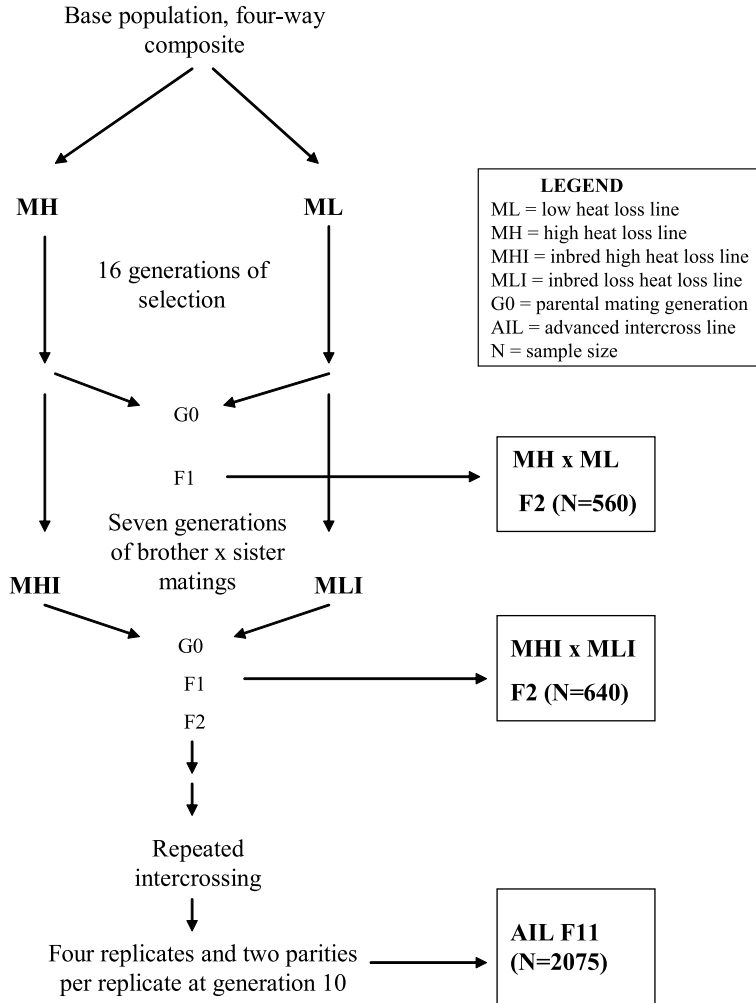 Base population, four-way
composite
MH
ML
LEGEND
ML = low heat loss line
MH = high heat loss line
MHI = inbred high heat loss line
MLI = inbred loss heat loss line
G0 = parental mating generation
AIL = advanced intercross line
N = sample size
16 generations of
selection
G0
F1
MH x ML
F2 (N=560)
Seven generations
of brother x sister
matings
MHI
MLI
G0
F1
F2
MHI x MLI
F2 (N=640)
Repeated
intercrossing
Four replicates and two parities
per replicate at generation 10
AIL F11
(N=2075)